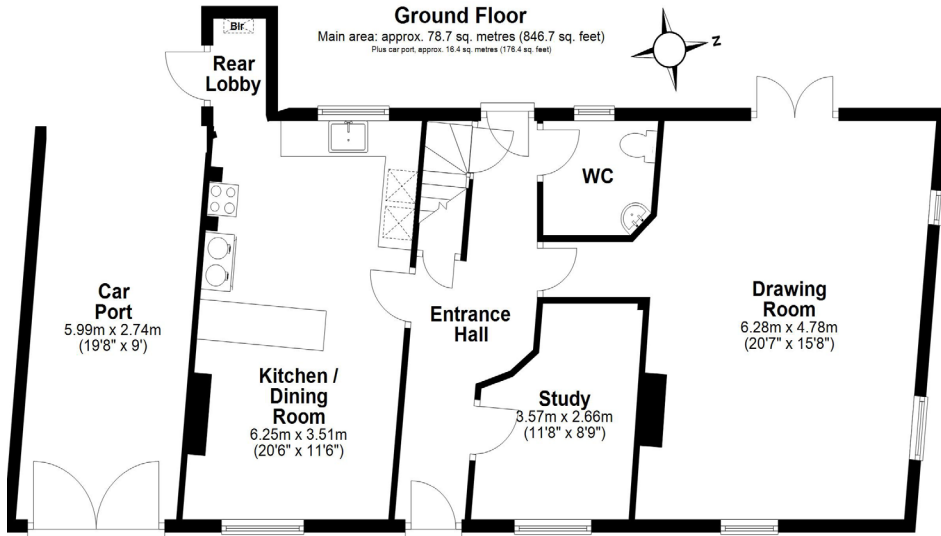 Ground Floor
Main area: approx. 78.7 sq. metres (846.7 sq. feet)
Plus car port, approx. 16.4 sq. metres (176.4 sq. feet)
Blr
Z
Rear
Lobby
WC
Car
Port
5.99m x 2.74m
(19'8" x 9')
Entrance
Hall
Drawing
Room
6.28m x 4.78m
(20'7" x 15'8")
Kitchen /
Dining
Room
6.25m x 3.51m
(20'6" x 11'6")
Study
3.57m x 2.66m
(11'8" x 8'9")